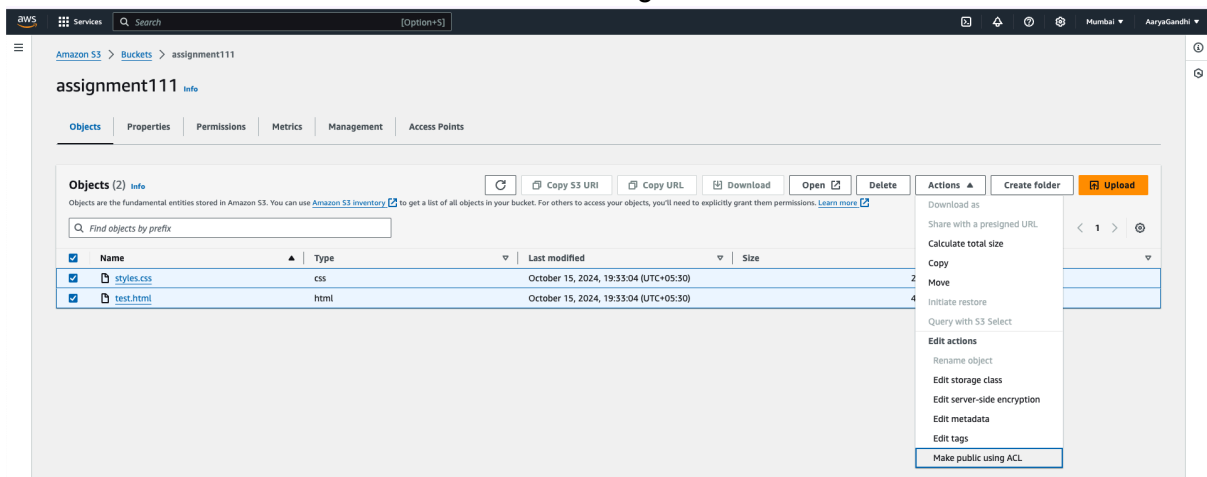 aws Services Search [Option+S] Mumbai AaryaGandhi
Amazon S3 > Buckets > assignment111
assignment111 Info
Objects Properties Permissions Metrics Management Access Points
Objects (2) Info Copy S3 URI Copy URL Download Open Delete Actions Create folder Upload
Objects are the fundamental entities stored in Amazon S3. You can use Amazon S3 inventory to get a list of all objects in your bucket. For others to access your objects, you'll need to explicitly grant them permissions. Learn more
Find objects by prefix < 1 >
Name Type Last modified Size
styles.css css October 15, 2024, 19:33:04 (UTC+05:30) 2
test.html html October 15, 2024, 19:33:04 (UTC+05:30) 4
Download as
Share with a presigned URL
Calculate total size
Copy
Move
Initiate restore
Query with S3 Select
Edit actions
Rename object
Edit storage class
Edit server-side encryption
Edit metadata
Edit tags
Make public using ACL